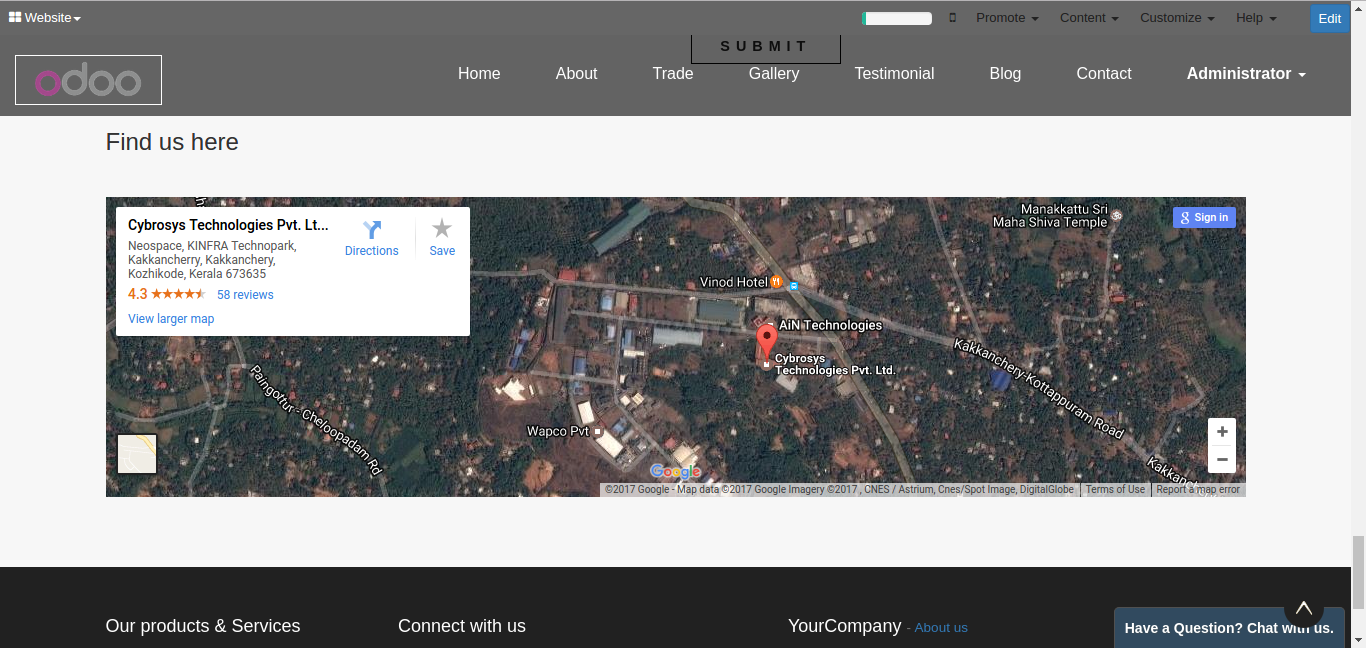 Website
Promote
Content
Customize
Help
Edit
SUBMIT
odoo
Home
About
Trade
Gallery
Testimonial
Blog
Contact
Administrator
Find us here
Cybrosys Technologies Pvt. Lt...
Neospace, KINFRA Technopark,
Kakkancherry, Kakkanchery,
Kozhikode, Kerala 673635
4.3
58 reviews
View larger map
Directions
Save
Manakkattu Sri
Maha Shiva Temple
g Sign in
Vinod Hotel
AiN Technologies
Cybrosys
Technologies Pvt. Ltd.
Kakkanchery-Kottappuram Road
Paingottur - Cheloopadam Rd
Wapco Pvt
+
−
Google
©2017 Google - Map data ©2017 Google Imagery ©2017 , CNES / Astrium, Cnes/Spot Image, DigitalGlobe
Terms of Use
Report a map error
Our products & Services
Connect with us
YourCompany - About us
Have a Question? Chat with us.